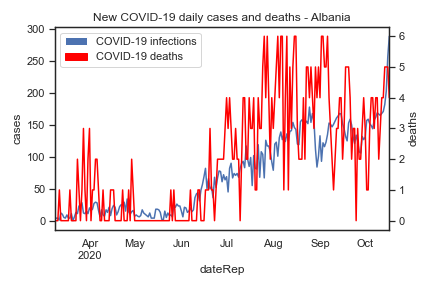 New COVID-19 daily cases and deaths - Albania
COVID-19 infections
COVID-19 deaths
300
250
200
150
100
50
0
cases
6
5
4
3
2
1
0
deaths
Apr May Jun Jul Aug Sep Oct
2020
dateRep